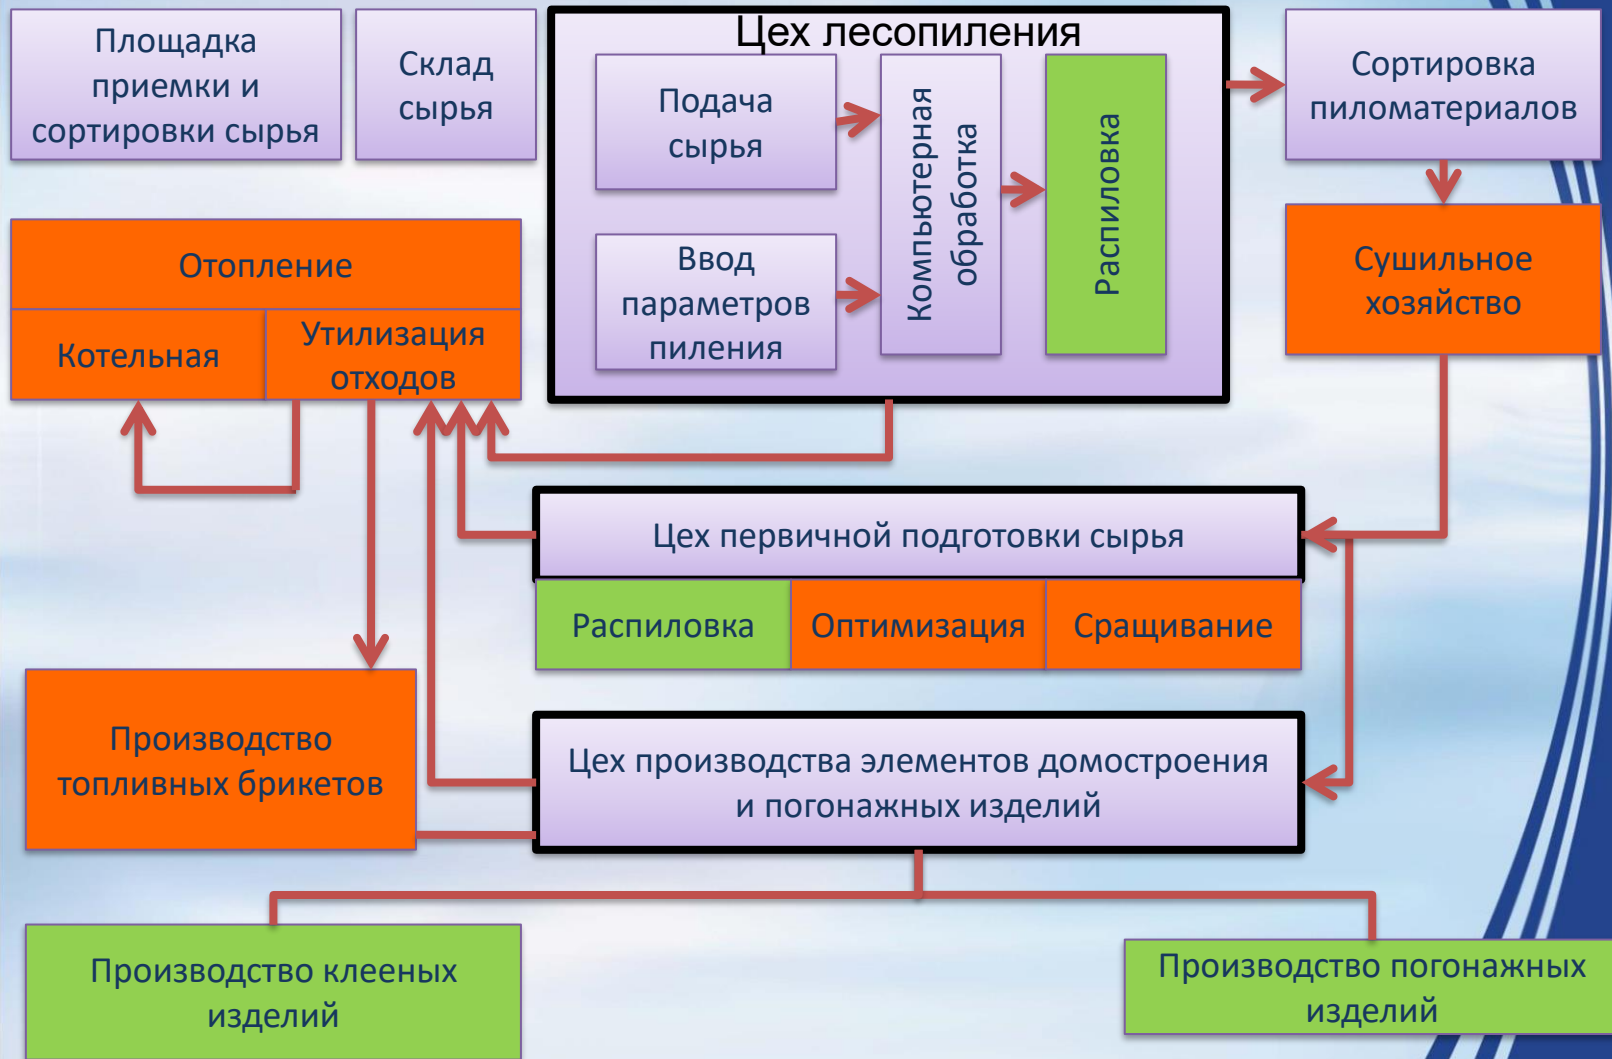 Площадка
приемки и
сортировки сырья
Склад
сырья
Цех лесопиления
Подача
сырья
Ввод
параметров
пиления
Компьютерная
обработка
Распиловка
Сортировка
пиломатериалов
Отопление
Котельная
Утилизация
отходов
Сушильное
хозяйство
Цех первичной подготовки сырья
Распиловка
Оптимизация
Сращивание
Производство
топливных брикетов
Цех производства элементов домостроения
и погонажных изделий
Производство клееных
изделий
Производство погонажных
изделий